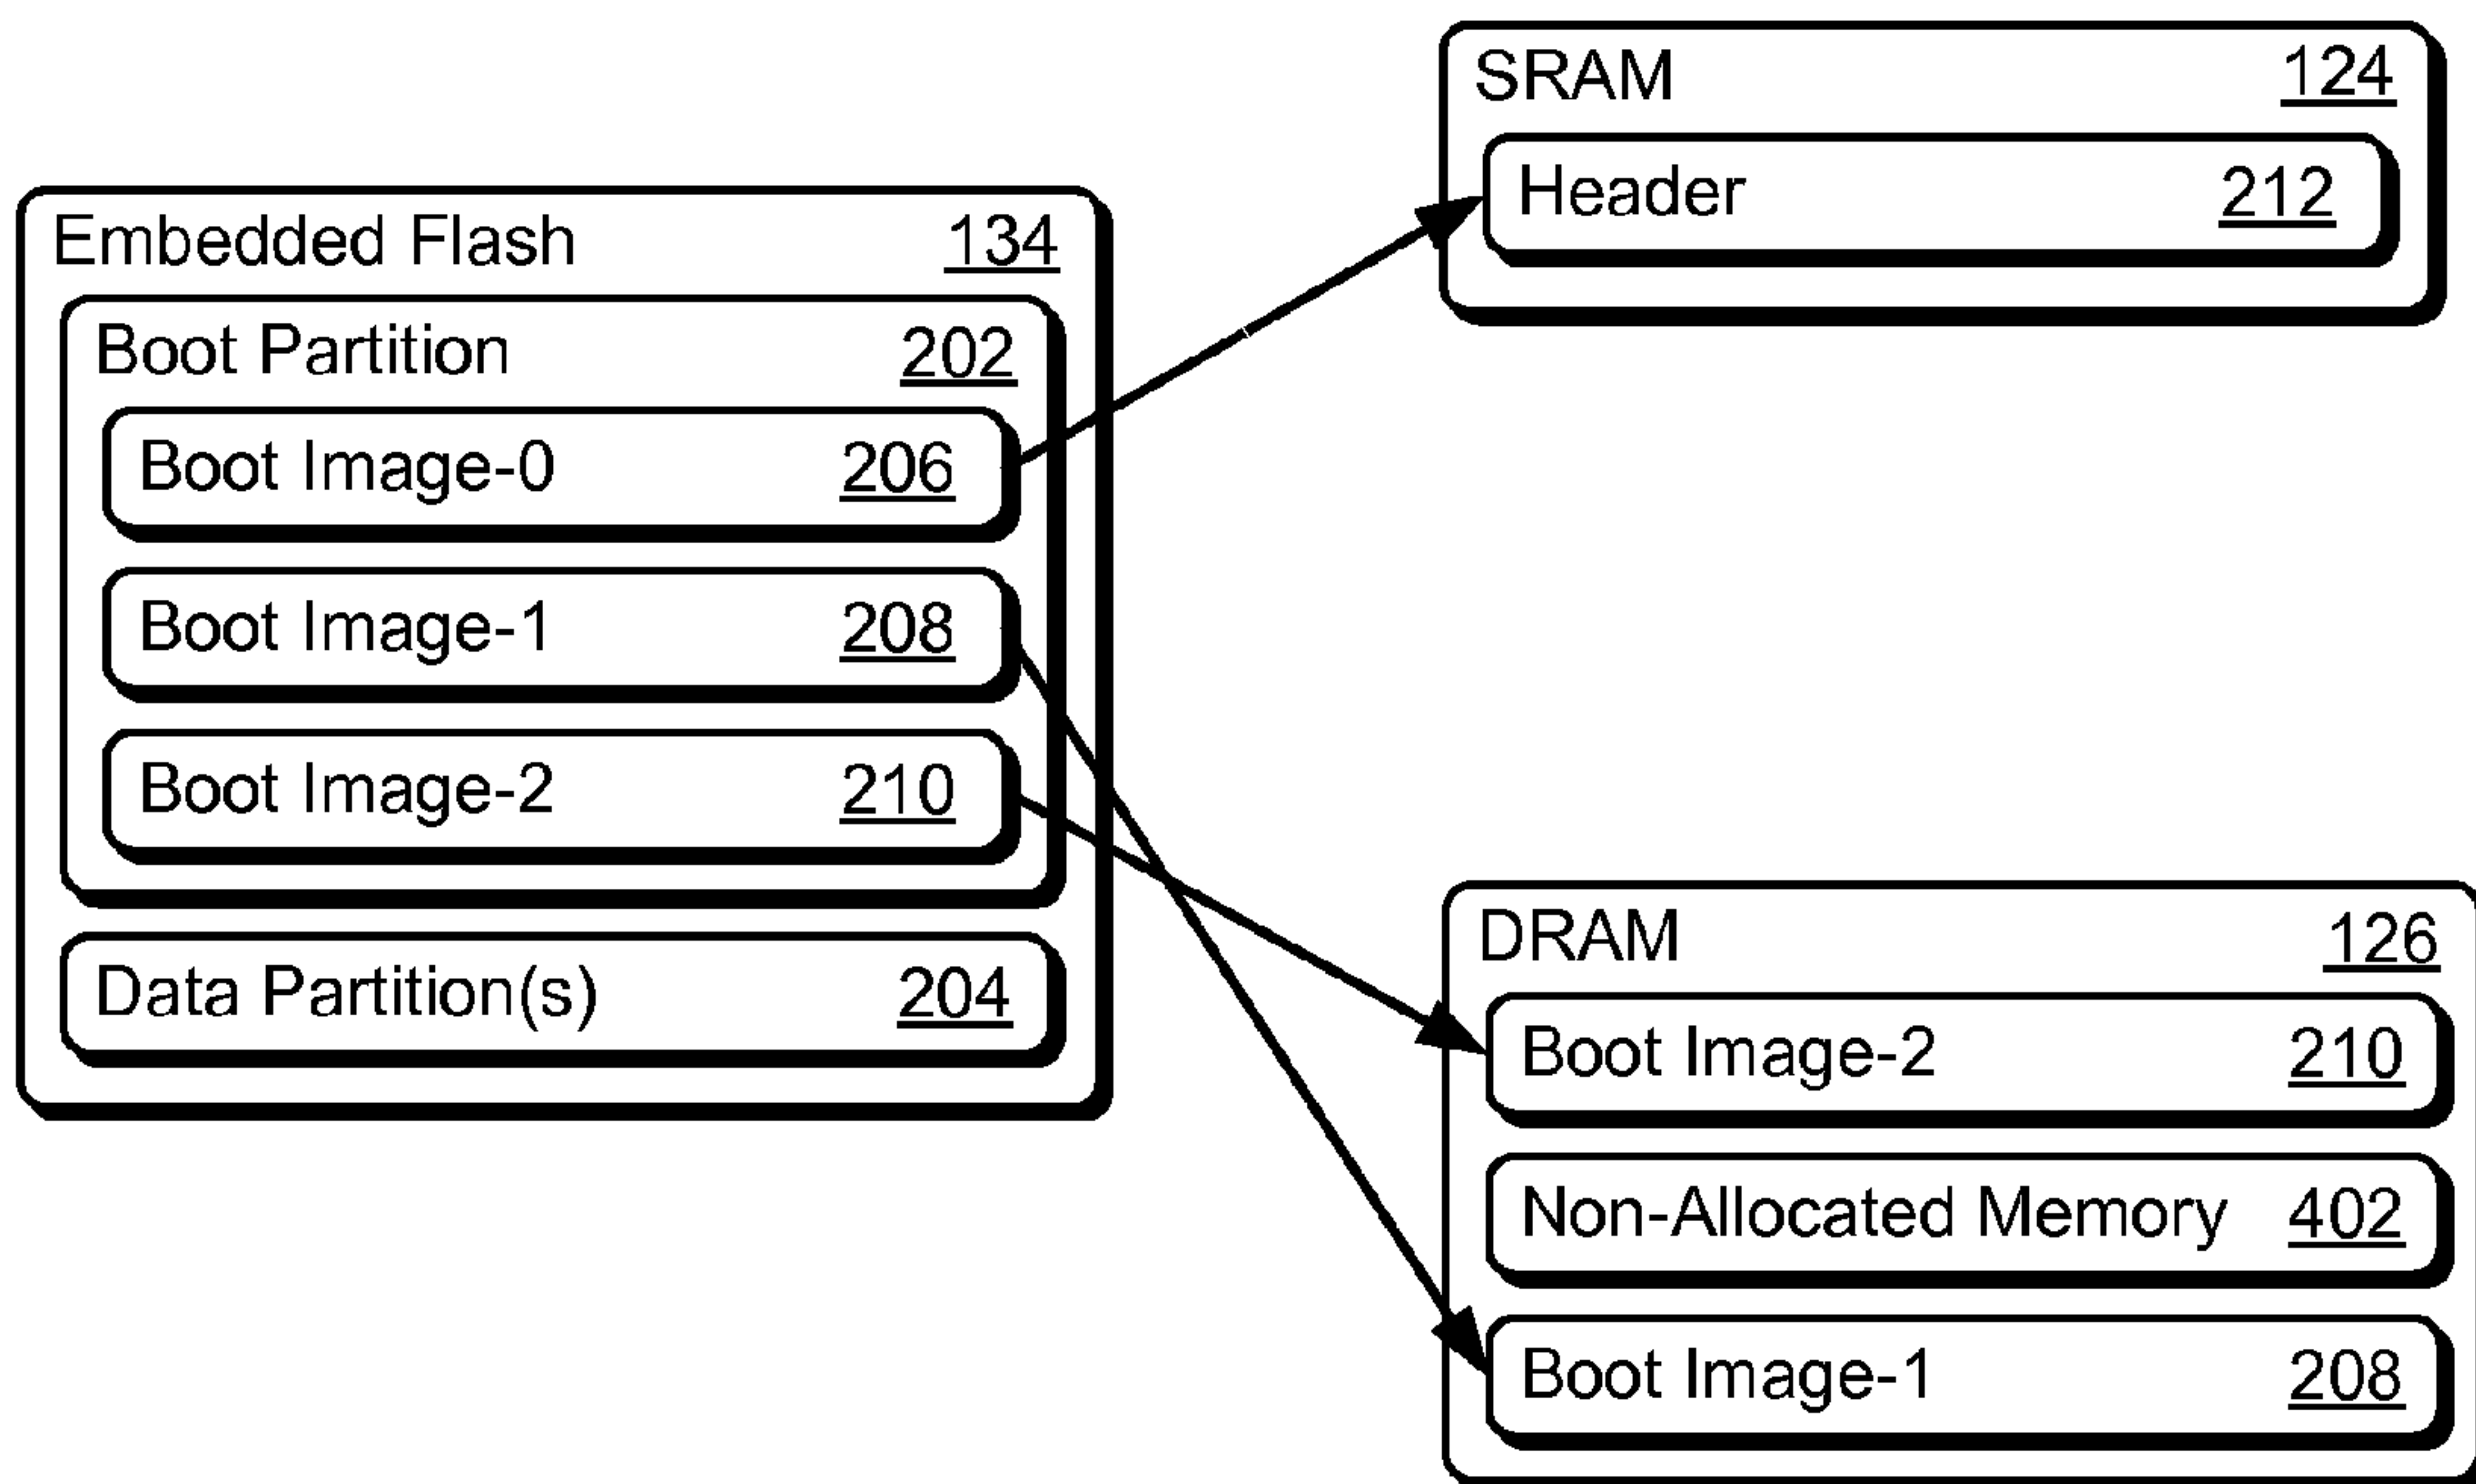 Embedded Flash 134
Boot Partition 202
Boot Image-0 206
Boot Image-1 208
Boot Image-2 210
Data Partition(s) 204
SRAM 124
Header 212
DRAM 126
Boot Image-2 210
Non-Allocated Memory 402
Boot Image-1 208